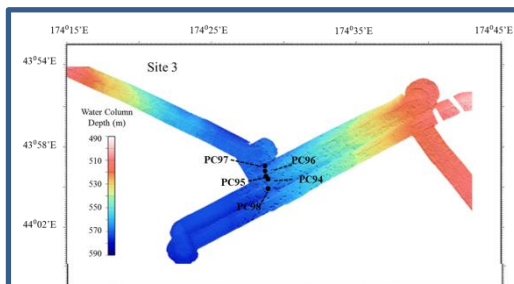 174°15'E 174°25'E 174°35'E 174°45'E
43°54'E
Site 3
Water Column
Depth (m)
490
510
530
550
570
590
43°58'E
44°02'E
PC97
PC96
PC95
PC94
PC98